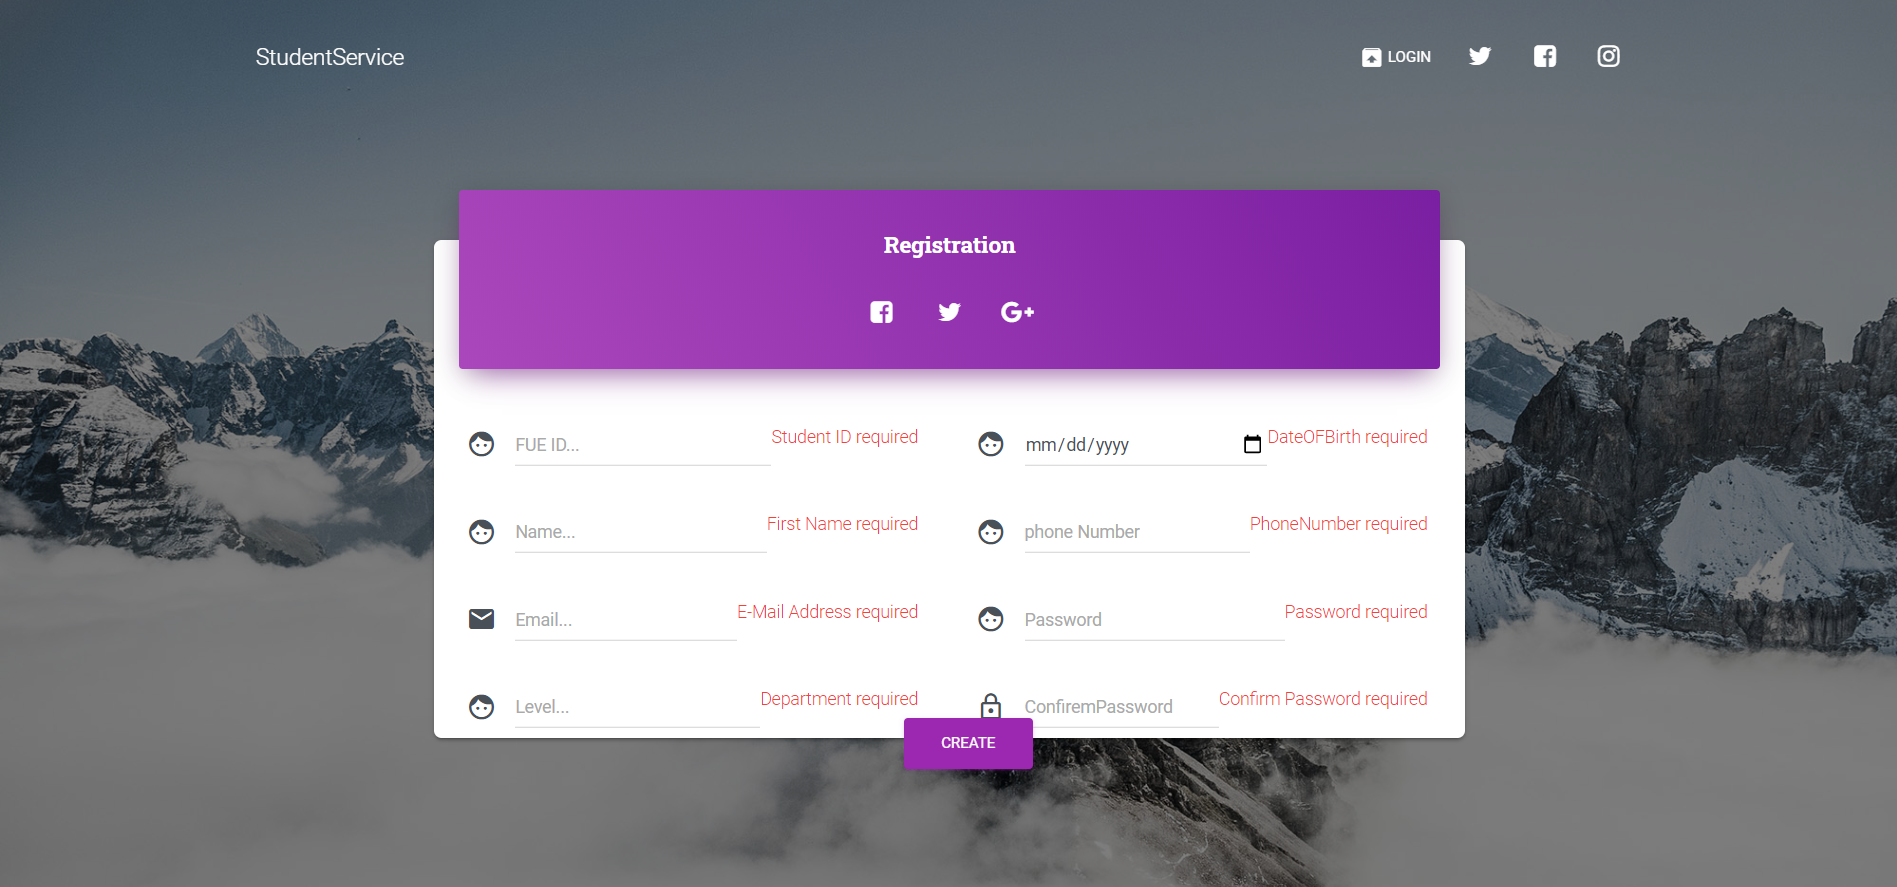 StudentService
LOGIN
Registration
FUE ID...
Student ID required
mm/dd/yyyy
DateOFBirth required
Name...
First Name required
phone Number
PhoneNumber required
Email...
E-Mail Address required
Password
Password required
Level...
Department required
ConfiremPassword
Confirm Password required
CREATE